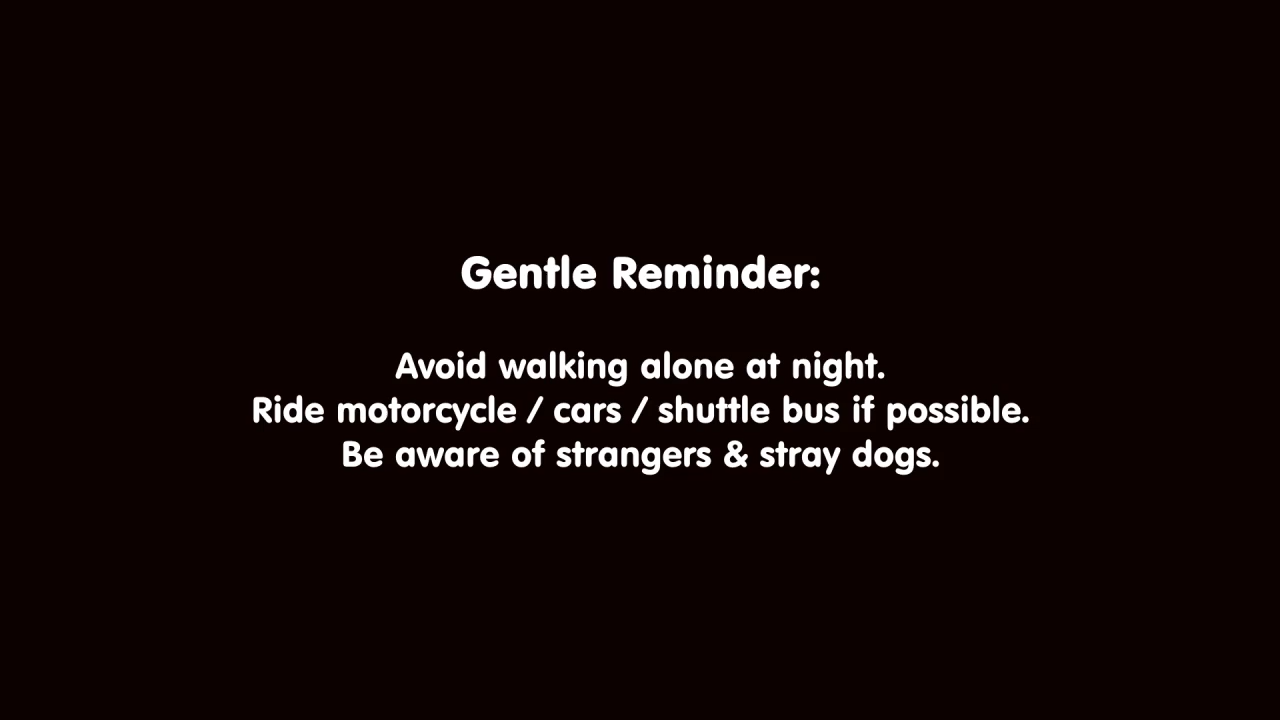 Gentle Reminder:
Avoid walking alone at night.
Ride motorcycle / cars / shuttle bus if possible.
Be aware of strangers & stray dogs.